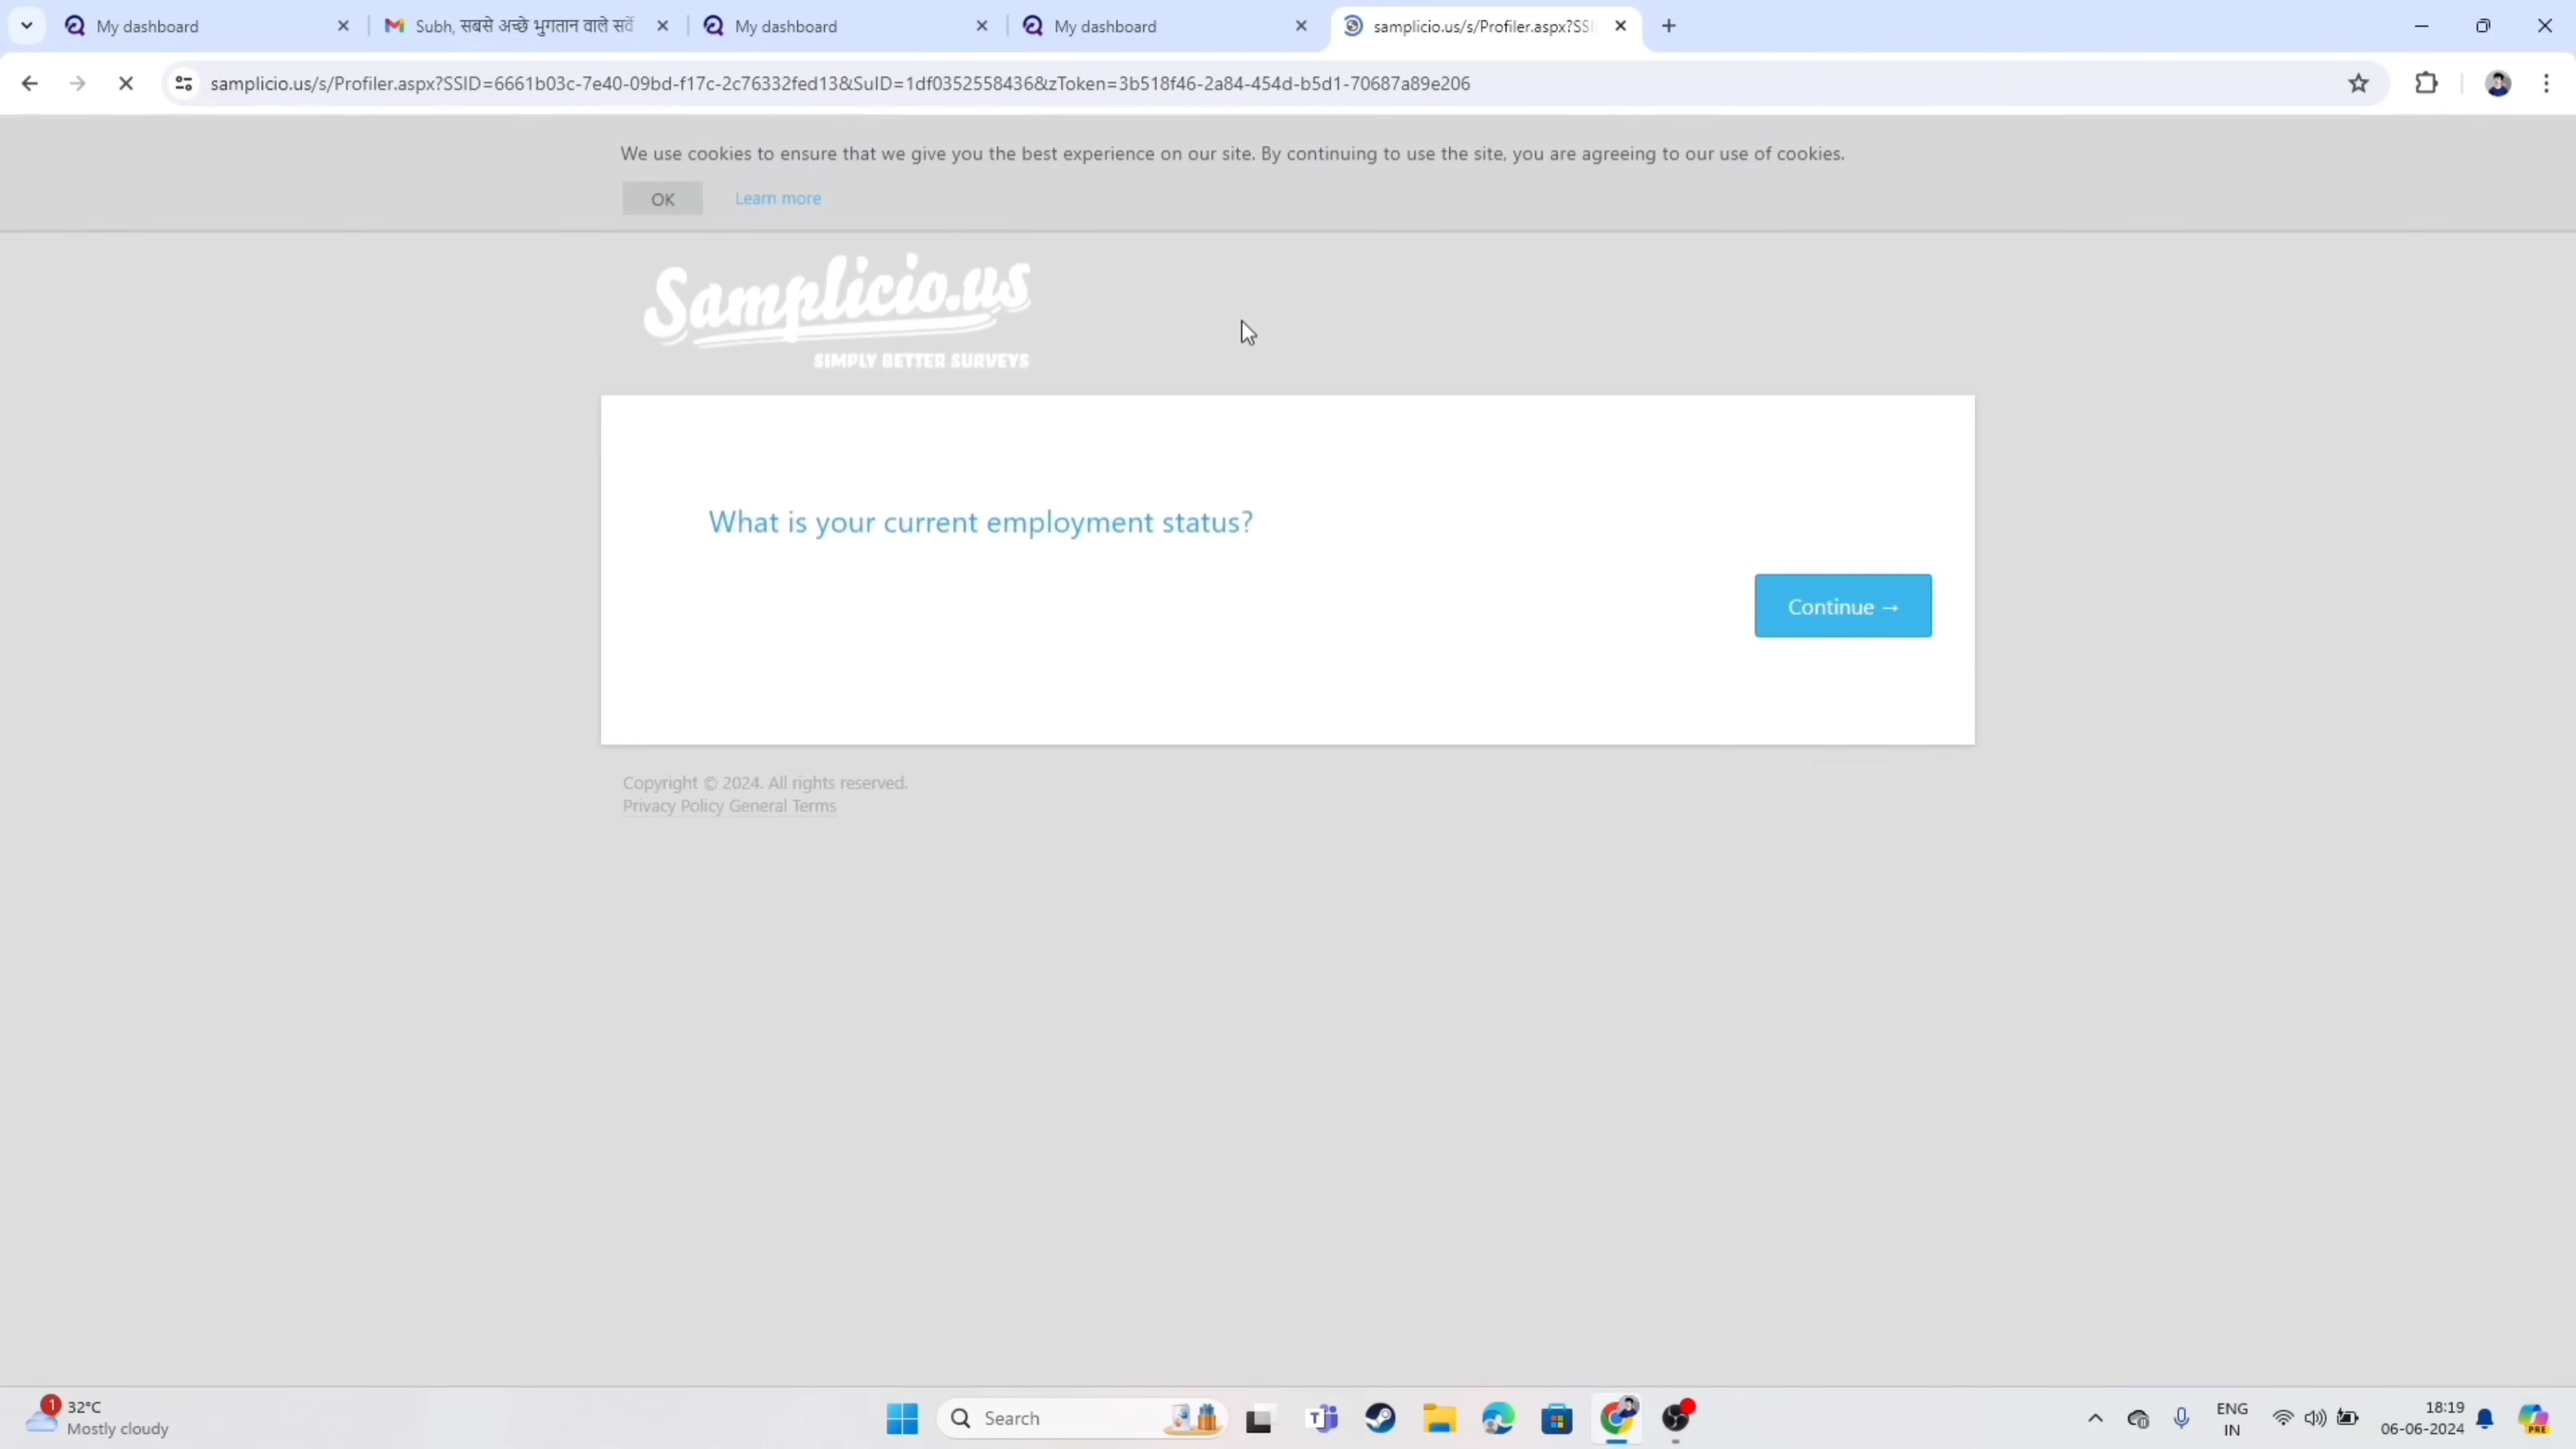 My dashboard
Subh, सबसे अच्छे भुगतान वाले सर्वे
My dashboard
My dashboard
samplicio.us/s/Profiler.aspx?SSI
samplicio.us/s/Profiler.aspx?SSID=6661b03c-7e40-09bd-f17c-2c76332fed13&SuID=1df0352558436&zToken=3b518f46-2a84-454d-b5d1-70687a89e206
We use cookies to ensure that we give you the best experience on our site. By continuing to use the site, you are agreeing to our use of cookies.
OK
Learn more
Samplicio.us
SIMPLY BETTER SURVEYS
What is your current employment status?
Continue →
Copyright © 2024. All rights reserved.
Privacy Policy General Terms
1
32°C
Mostly cloudy
Search
ENG
IN
18:19
06-06-2024
PRE